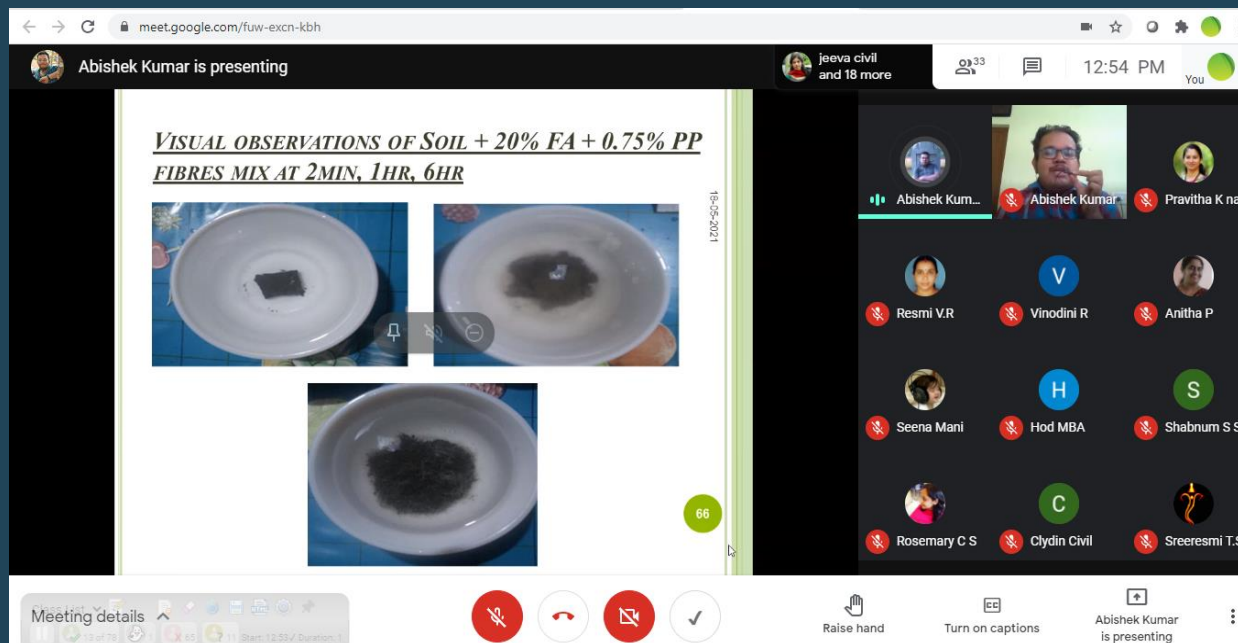 meet.google.com/fuw-excn-kbh
Abishek Kumar is presenting
jeeva civil
and 18 more
33
12:54 PM
You
VISUAL OBSERVATIONS OF SOIL + 20% FA + 0.75% PP
FIBRES MIX AT 2MIN, 1HR, 6HR
18-05-2021
66
Abishek Kum...
Abishek Kumar
Pravitha K na
Resmi V.R
V
Vinodini R
Anitha P
Seena Mani
H
Hod MBA
S
Shabnum S S
Rosemary C S
C
Clydin Civil
Sreeresmi T.S
Meeting details
Raise hand
CC
Turn on captions
Abishek Kumar
is presenting